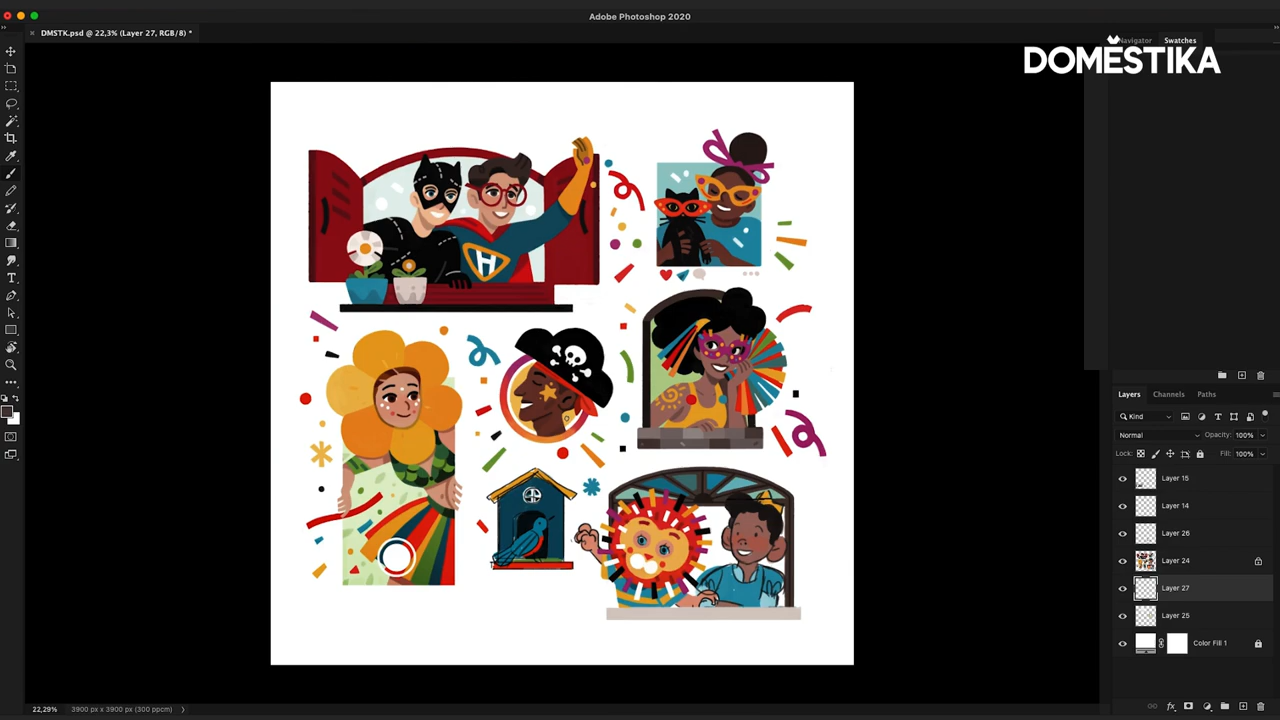 Adobe Photoshop 2020
DMSTK.psd @ 22,3% (Layer 27, RGB/8) *
Navigator
Swatches
DOMESTIKA
H
Layers
Channels
Paths
Kind
Normal
Opacity: 100%
Lock:
Fill: 100%
Layer 15
Layer 14
Layer 26
Layer 24
Layer 27
Layer 25
Color Fill 1
22,29%
3900 px x 3900 px (300 ppcm)